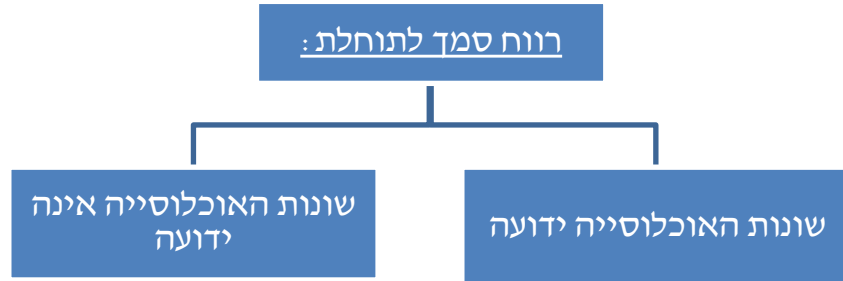 רווח סמך לתוחלת :
שונות האוכלוסייה ידועה
שונות האוכלוסייה אינה
ידועה